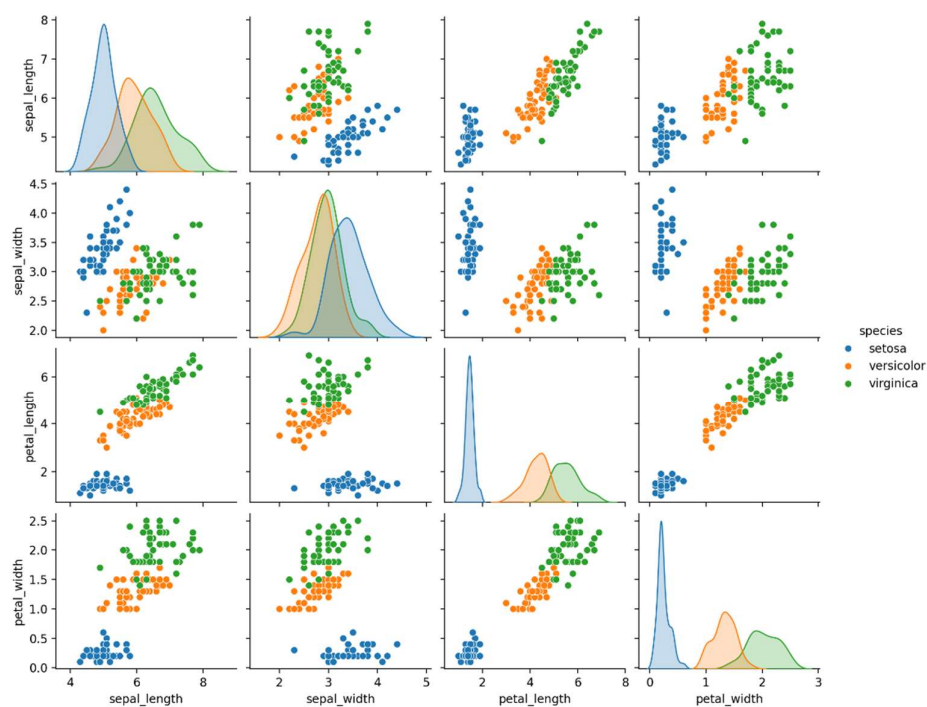 sepal_length
8
7
6
5
sepal_width
4.5
4.0
3.5
3.0
2.5
2.0
petal_length
6
4
2
petal_width
2.5
2.0
1.5
1.0
0.5
0.0
4 6 8
2 3 4 5
2 4 6 8
0 1 2 3
sepal_length
sepal_width
petal_length
petal_width
species
setosa
versicolor
virginica